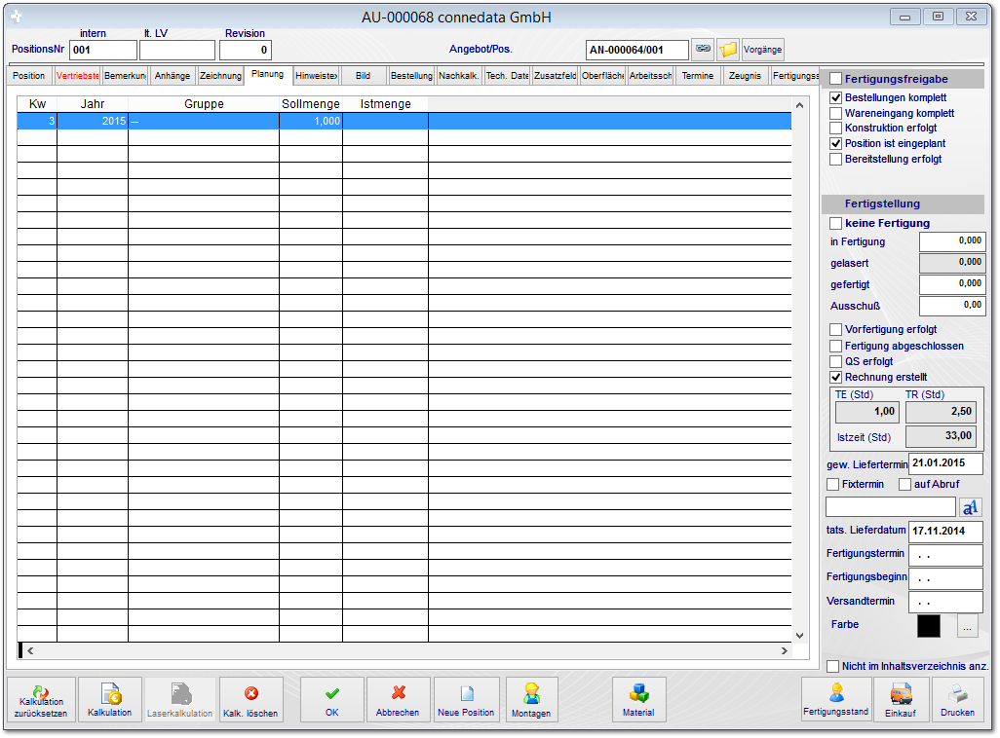 AU-000068 connedata GmbH
intern lt. LV Revision
PositionsNr 001 0 Angebot/Pos. AN-000064/001 Vorgänge
Position Vertriebste Bemerkun Anhänge Zeichnung Planung Hinweistex Bild Bestellung Nachkalk. Tech. Date Zusatzfeld Oberfläche Arbeitssch Termine Zeugnis Fertigungss
Kw Jahr Gruppe Sollmenge Istmenge
3 2015 -- 1,000
Fertigungsfreigabe
Bestellungen komplett
Wareneingang komplett
Konstruktion erfolgt
Position ist eingeplant
Bereitstellung erfolgt
Fertigstellung
keine Fertigung
in Fertigung 0,000
gelasert 0,000
gefertigt 0,000
Ausschuß 0,00
Vorfertigung erfolgt
Fertigung abgeschlossen
QS erfolgt
Rechnung erstellt
TE (Std) TR (Std)
1,00 2,50
Istzeit (Std) 33,00
gew. Liefertermin 21.01.2015
Fixtermin auf Abruf
aA
tats. Lieferdatum 17.11.2014
Fertigungstermin . .
Fertigungsbeginn . .
Versandtermin . .
Farbe ...
Nicht im Inhaltsverzeichnis anz.
Kalkulation
zurücksetzen
Kalkulation
Laserkalkulation
Kalk. löschen
OK
Abbrechen
Neue Position
Montagen
Material
Fertigungsstand
Einkauf
Drucken